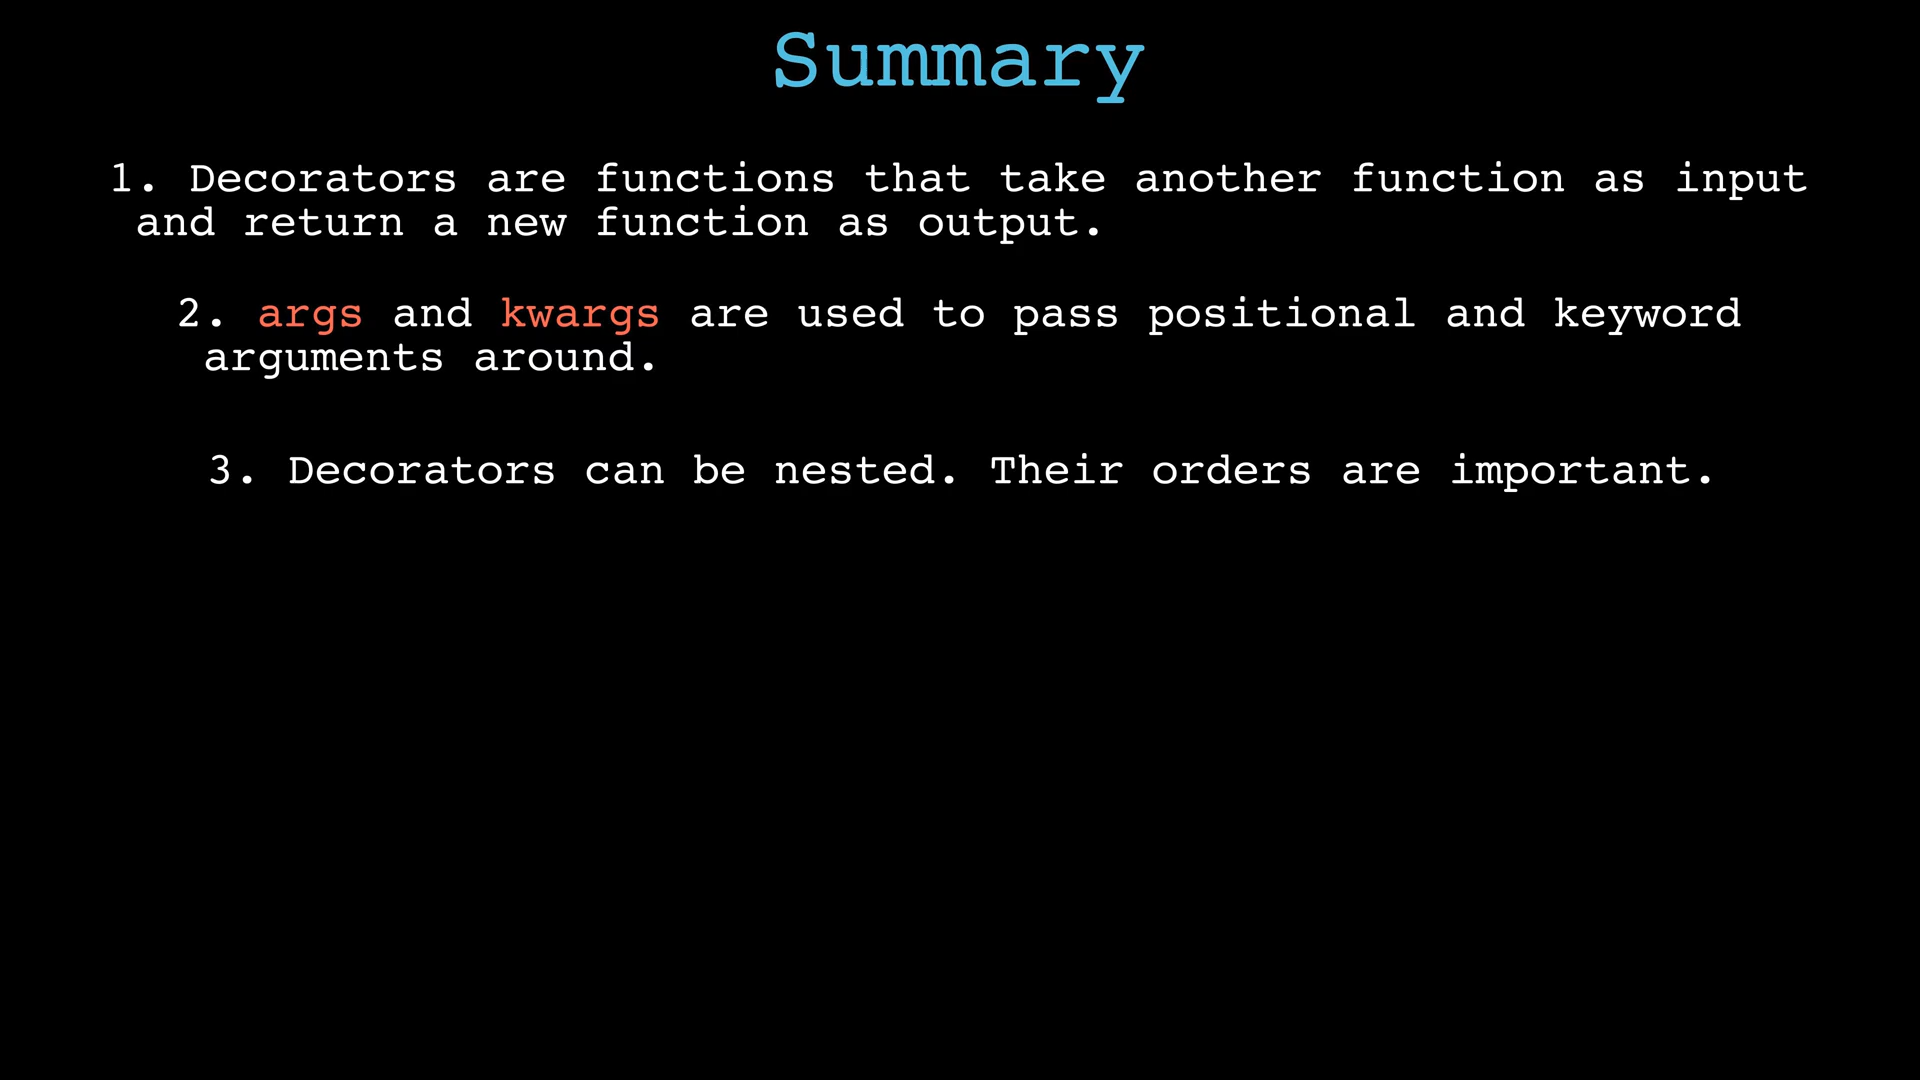 Summary
1. Decorators are functions that take another function as input
and return a new function as output.
2. args and kwargs are used to pass positional and keyword
arguments around.
3. Decorators can be nested. Their orders are important.